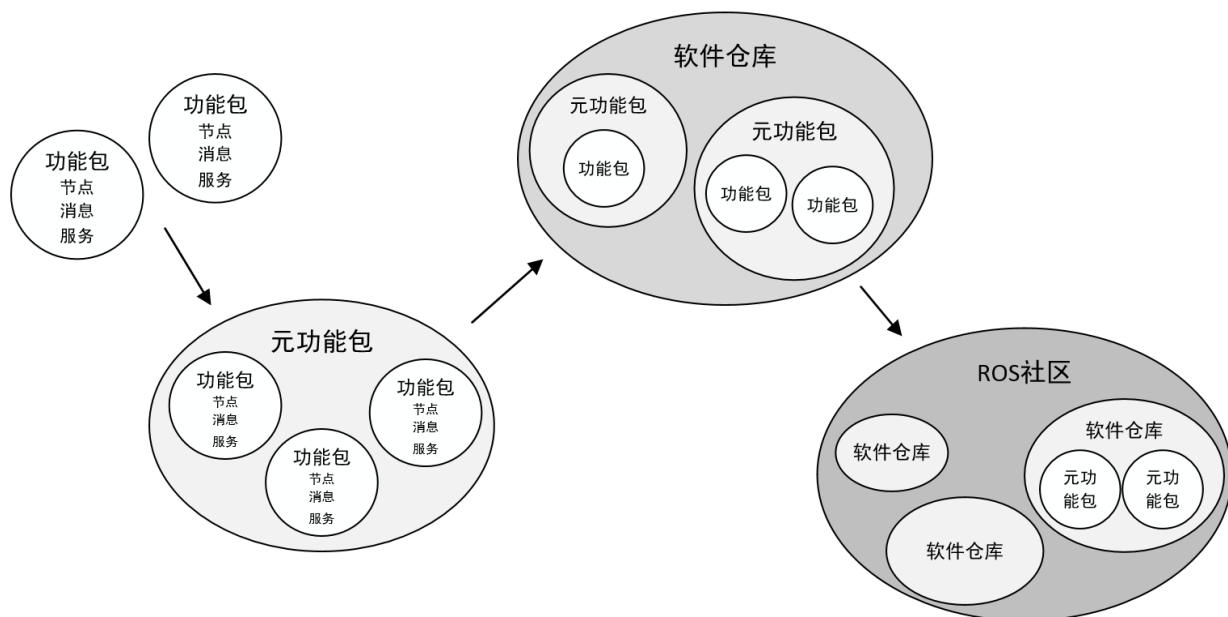 功能包
节点
消息
服务
功能包
节点
消息
服务
元功能包
功能包
节点
消息
服务
功能包
节点
消息
服务
功能包
节点
消息
服务
软件仓库
元功能包
功能包
元功能包
功能包
功能包
ROS社区
软件仓库
软件仓库
软件仓库
元功
能包
元功
能包